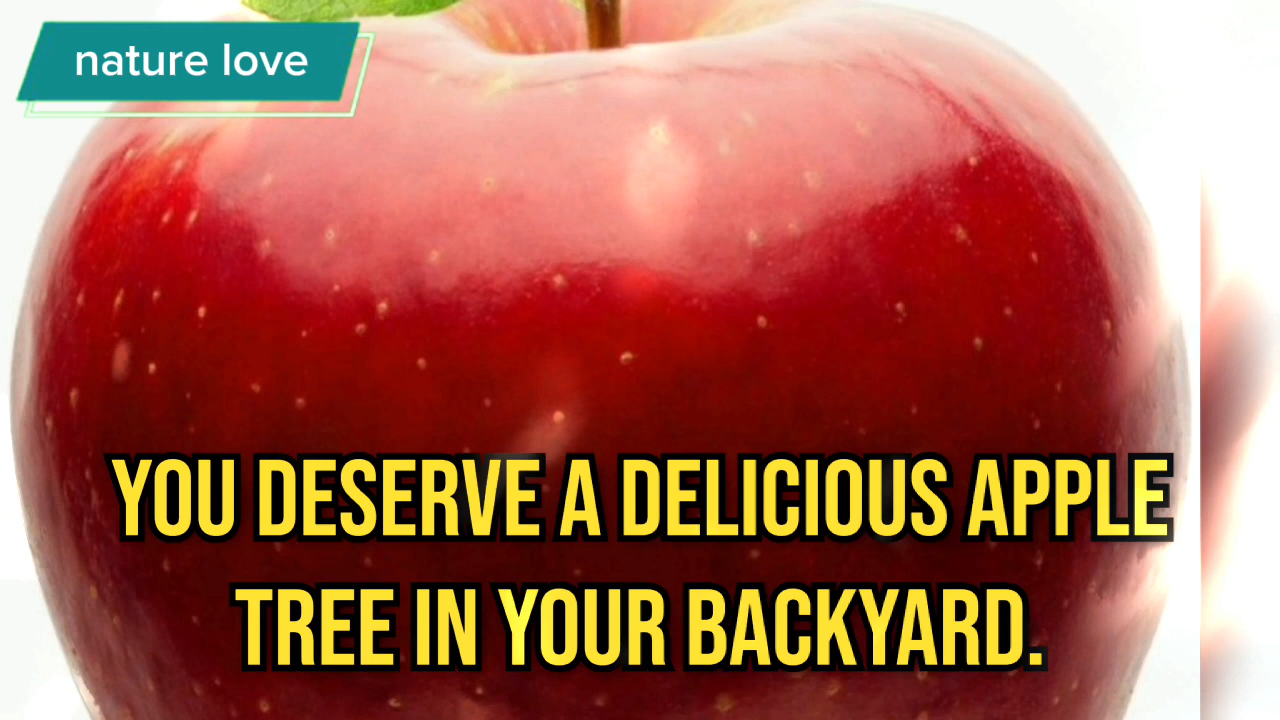 nature love
YOU DESERVE A DELICIOUS APPLE
TREE IN YOUR BACKYARD.